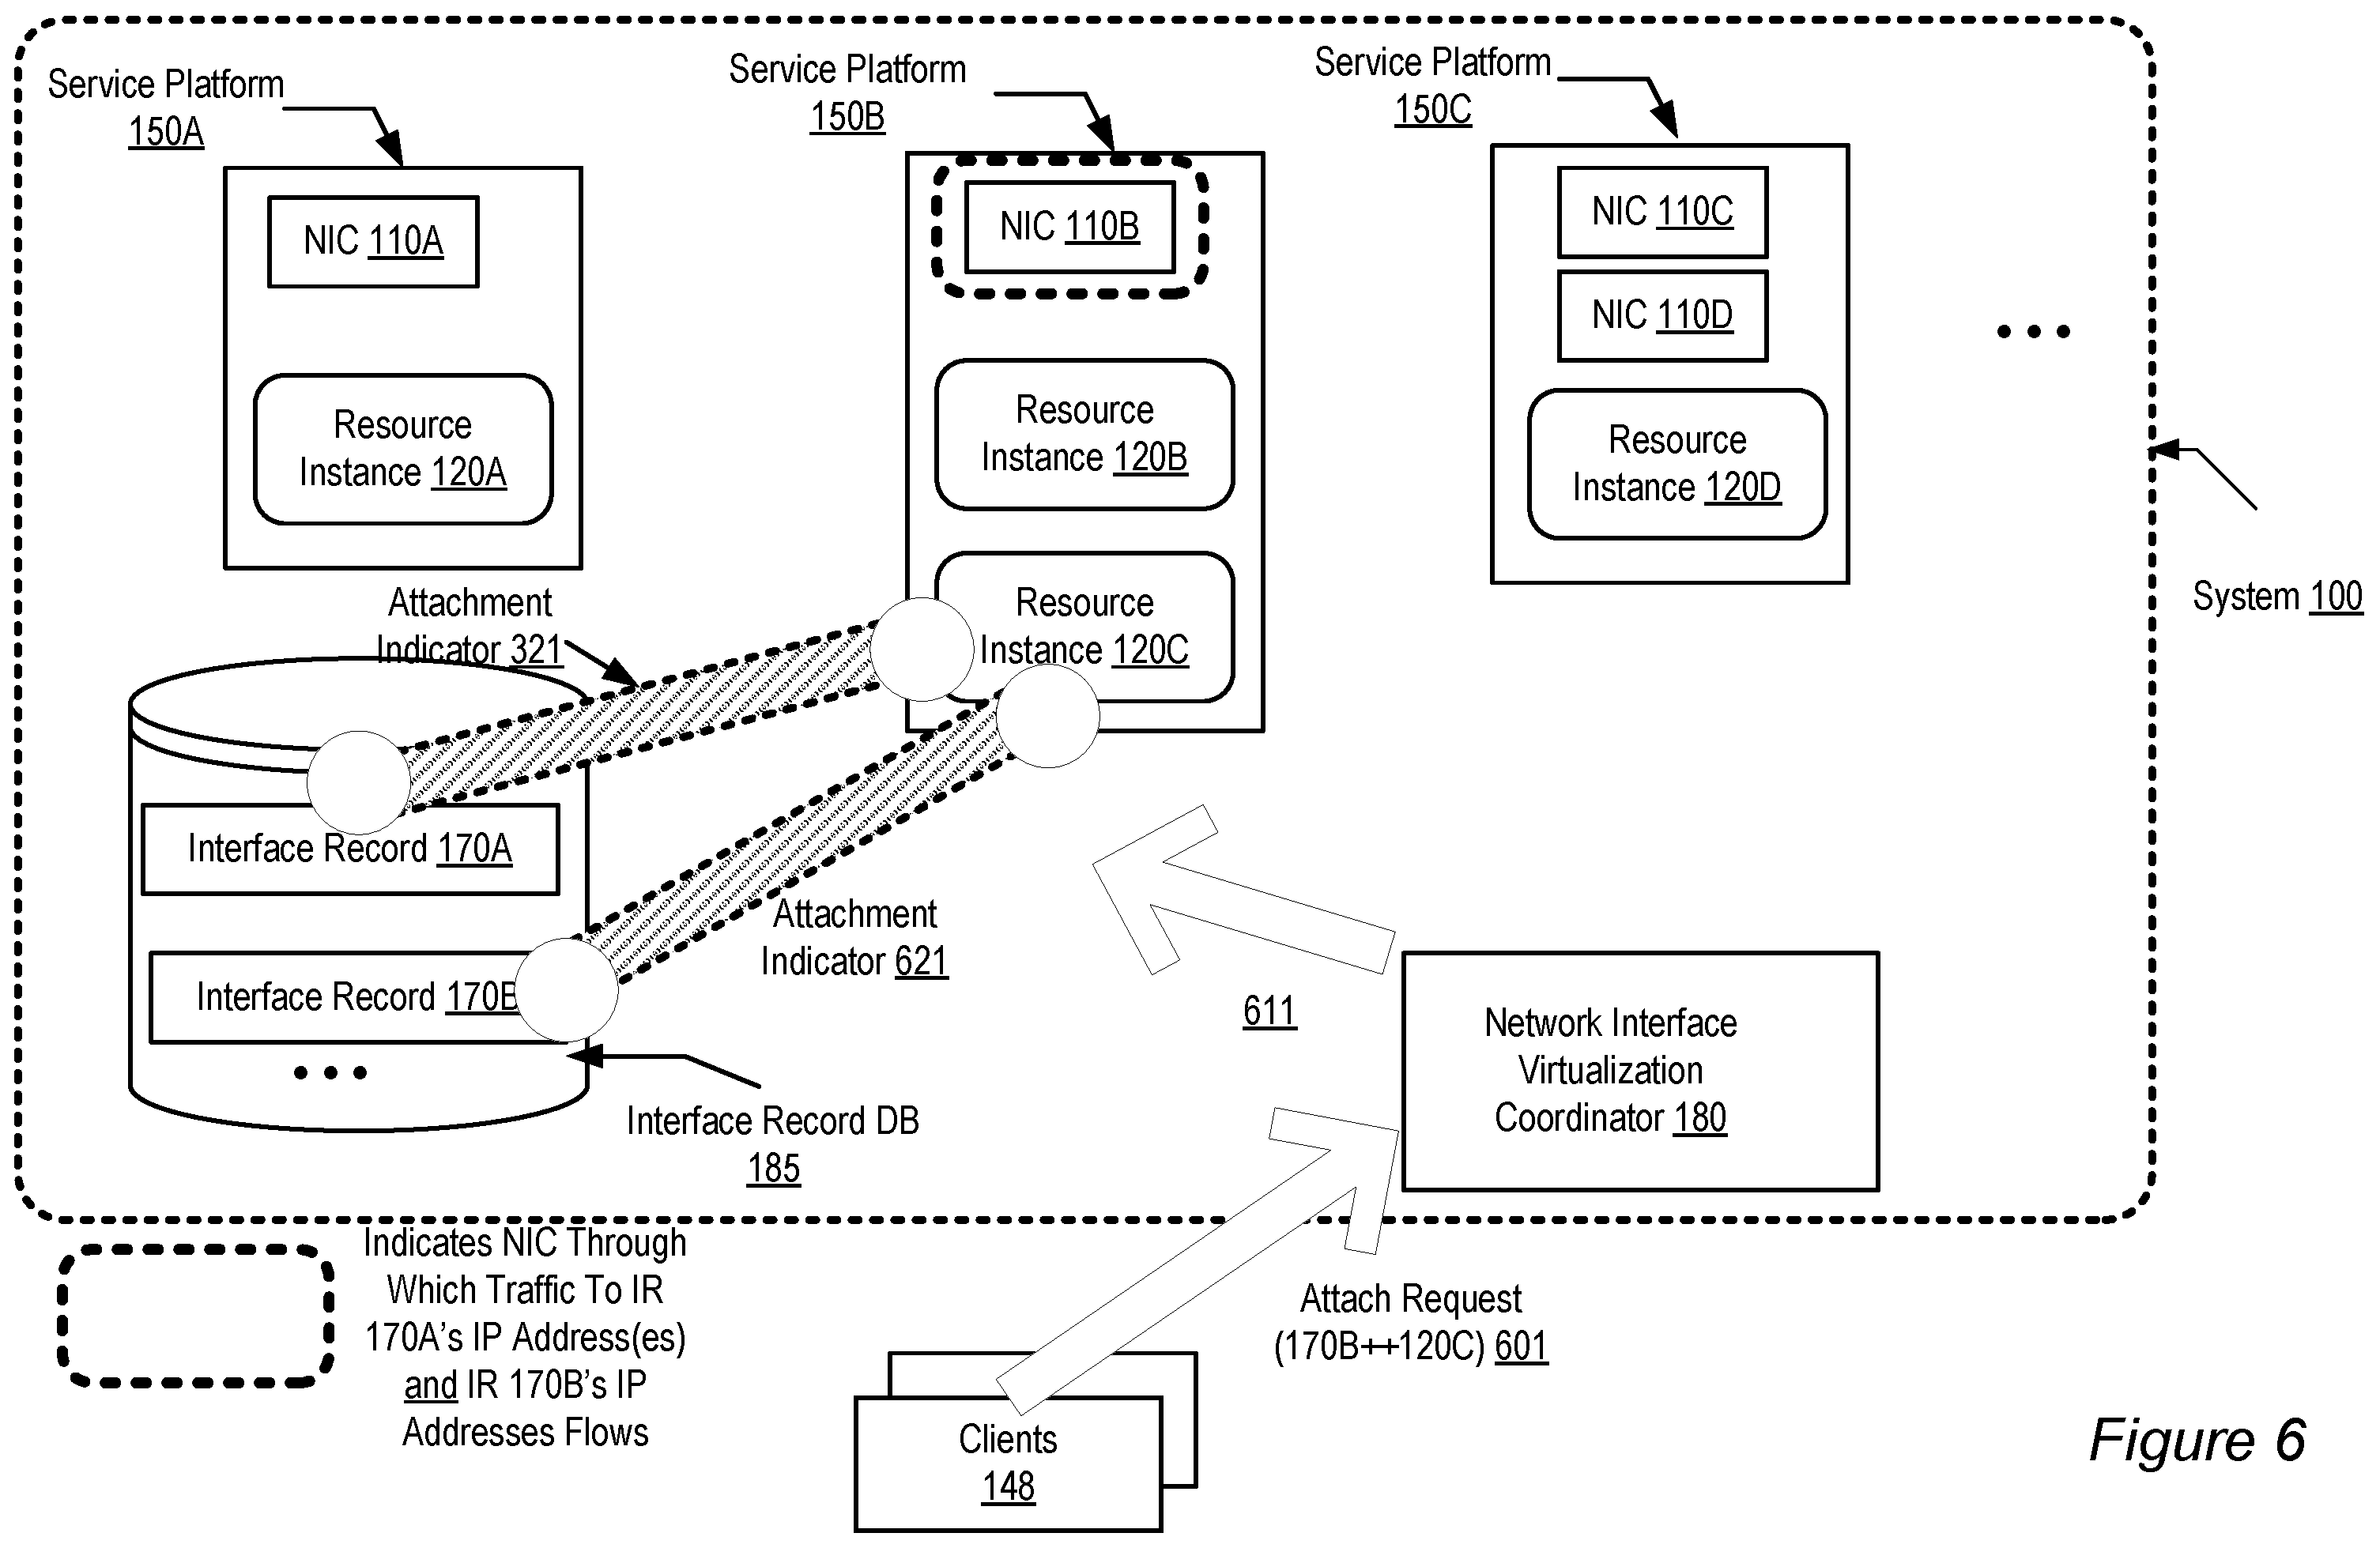 Service Platform
150A
Service Platform
150B
Service Platform
150C
NIC 110A
NIC 110B
NIC 110C
NIC 110D
Resource
Instance 120A
Resource
Instance 120B
Resource
Instance 120D
Resource
Instance 120C
System 100
Attachment
Indicator 321
Interface Record 170A
Attachment
Indicator 621
Interface Record 170B
611
Network Interface
Virtualization
Coordinator 180
Interface Record DB
185
Indicates NIC Through
Which Traffic To IR
170A's IP Address(es)
and IR 170B's IP
Addresses Flows
Attach Request
(170B++120C) 601
Clients
148
Figure 6